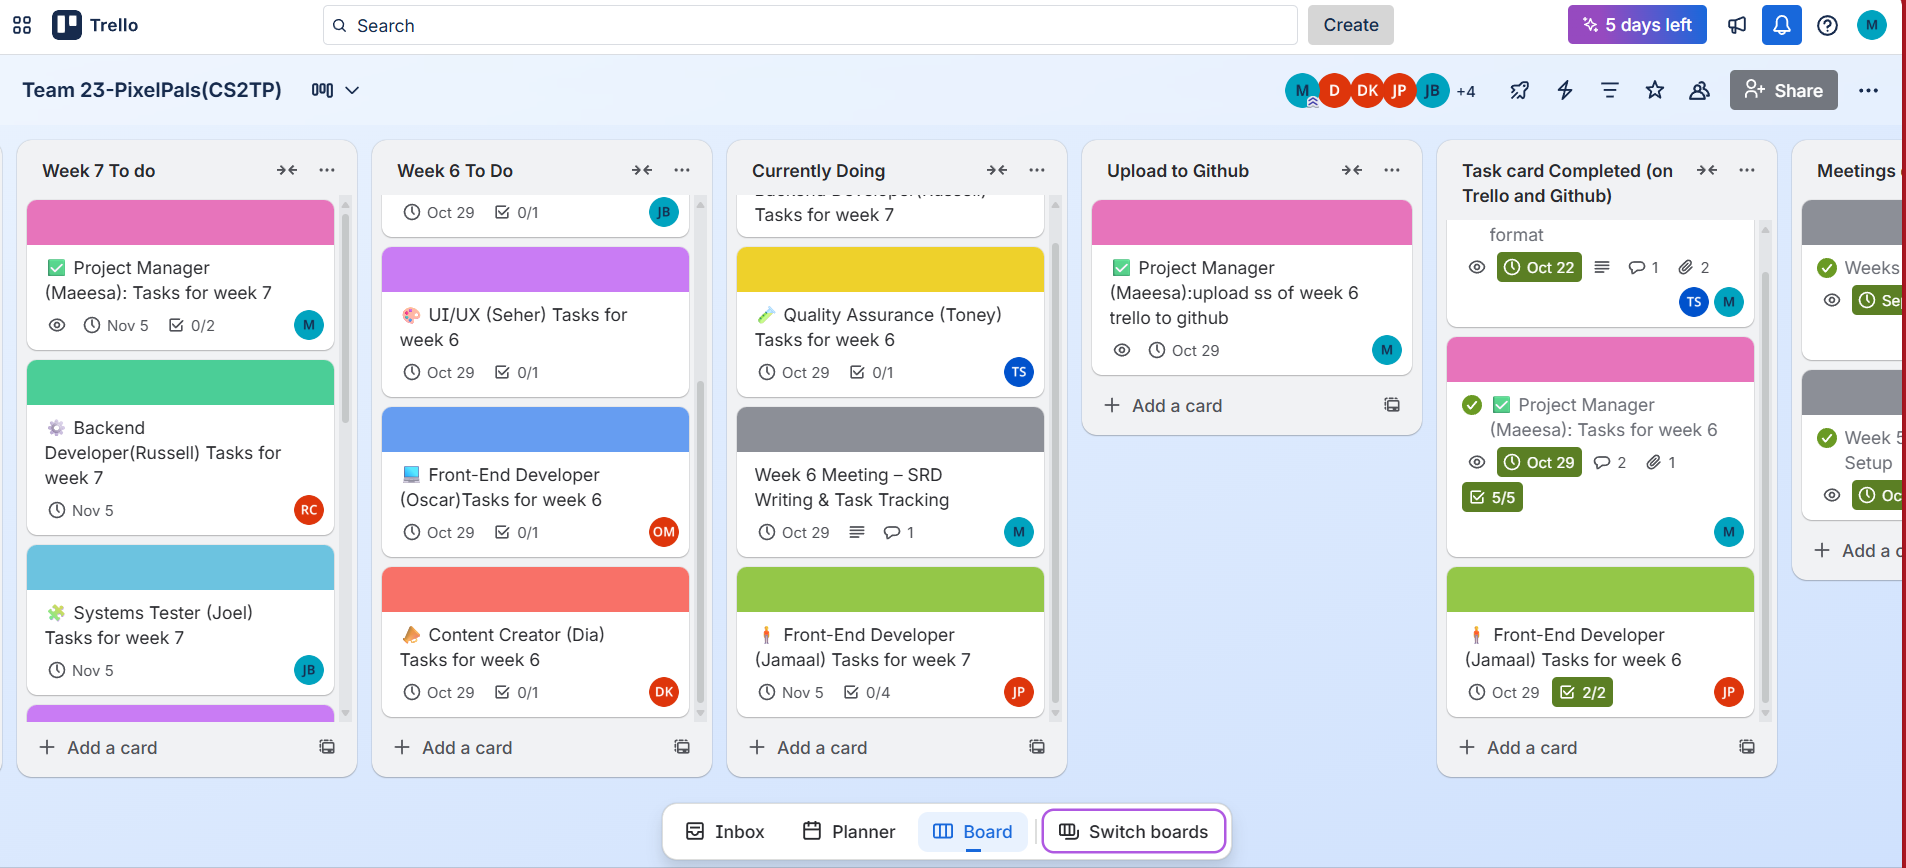 Trello
Search
Create
5 days left
M
Team 23-PixelPals(CS2TP)
M
D
DK
JP
JB
+4
Share
Week 7 To do
Project Manager
(Maeesa): Tasks for week 7
Nov 5
0/2
M
Backend
Developer(Russell) Tasks for
week 7
Nov 5
RC
Systems Tester (Joel)
Tasks for week 7
Nov 5
JB
Add a card
Week 6 To Do
Oct 29
0/1
JB
UI/UX (Seher) Tasks for
week 6
Oct 29
0/1
Front-End Developer
(Oscar)Tasks for week 6
Oct 29
0/1
OM
Content Creator (Dia)
Tasks for week 6
Oct 29
0/1
DK
Add a card
Currently Doing
Backend Developer(Russell)
Tasks for week 7
Quality Assurance (Toney)
Tasks for week 6
Oct 29
0/1
TS
Week 6 Meeting – SRD
Writing & Task Tracking
Oct 29
1
M
Front-End Developer
(Jamaal) Tasks for week 7
Nov 5
0/4
JP
Add a card
Upload to Github
Project Manager
(Maeesa):upload ss of week 6
trello to github
Oct 29
M
Add a card
Task card Completed (on
Trello and Github)
format
Oct 22
1
2
TS
M
Project Manager
(Maeesa): Tasks for week 6
Oct 29
2
1
5/5
M
Front-End Developer
(Jamaal) Tasks for week 6
Oct 29
2/2
JP
Add a card
Meetings
Weeks
Week 5
Setup
Add a
Inbox
Planner
Board
Switch boards